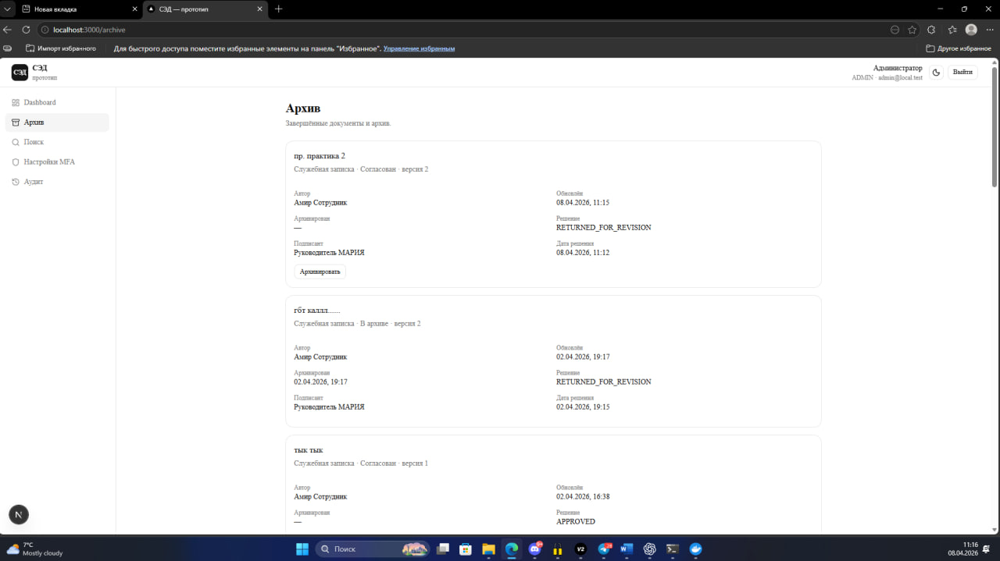 Новая вкладка
СЭД — прототип
localhost:3000/archive
Импорт избранного
Для быстрого доступа поместите избранные элементы на панель "Избранное". Управление избранным
Другое избранное
СЭД
СЭД
прототип
Администратор
ADMIN · admin@local.test
Выйти
Dashboard
Архив
Поиск
Настройки MFA
Аудит
Архив
Завершённые документы и архив.
пр. практика 2
Служебная записка · Согласован · версия 2
Автор
Амир Сотрудник
Обновлён
08.04.2026, 11:15
Архивирован
—
Решение
RETURNED_FOR_REVISION
Подписант
Руководитель МАРИЯ
Дата решения
08.04.2026, 11:12
Архивировать
гбт каллл......
Служебная записка · В архиве · версия 2
Автор
Амир Сотрудник
Обновлён
02.04.2026, 19:17
Архивирован
02.04.2026, 19:17
Решение
RETURNED_FOR_REVISION
Подписант
Руководитель МАРИЯ
Дата решения
02.04.2026, 19:15
тык тык
Служебная записка · Согласован · версия 1
Автор
Амир Сотрудник
Обновлён
02.04.2026, 16:38
Архивирован
—
Решение
APPROVED
N
7°C
Mostly cloudy
Поиск
V2
11:16
08.04.2026